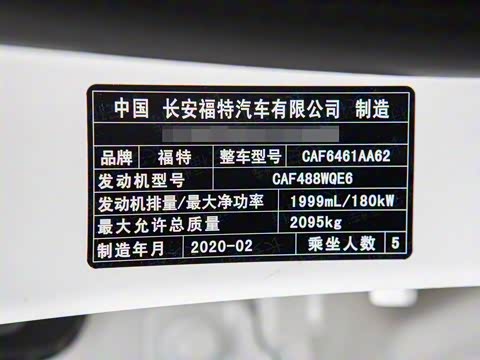 中国 长安福特汽车有限公司 制造
品牌 福特 整车型号 CAF6461AA62
发动机型号 CAF488WQE6
发动机排量/最大净功率 1999mL/180kW
最大允许总质量 2095kg
制造年月 2020-02 乘坐人数 5